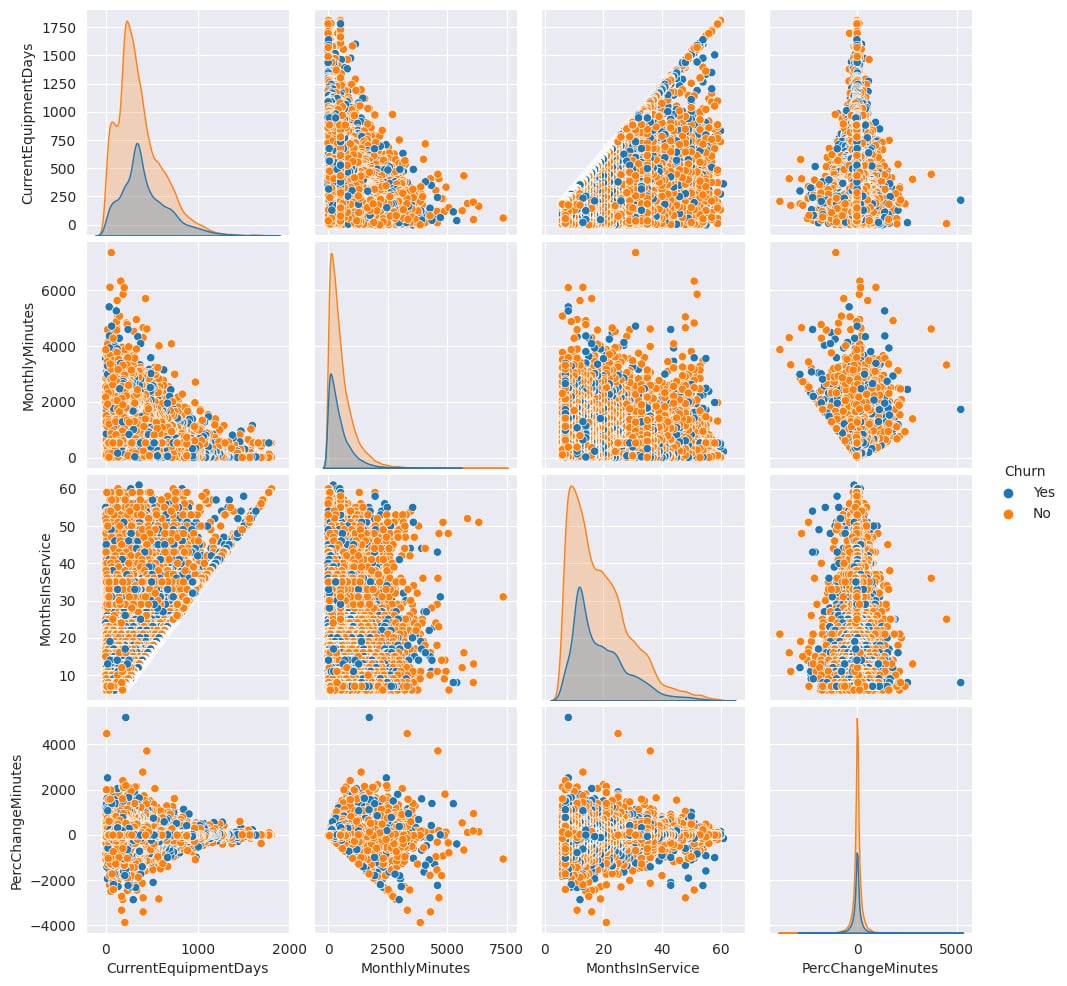 1750
1500
1250
1000
750
500
250
0
CurrentEquipmentDays
6000
4000
2000
0
MonthlyMinutes
60
50
40
30
20
10
MonthsInService
4000
2000
0
−2000
−4000
PercChangeMinutes
0 1000 2000
CurrentEquipmentDays
0 2500 5000 7500
MonthlyMinutes
0 20 40 60
MonthsInService
0 5000
PercChangeMinutes
Churn
Yes
No